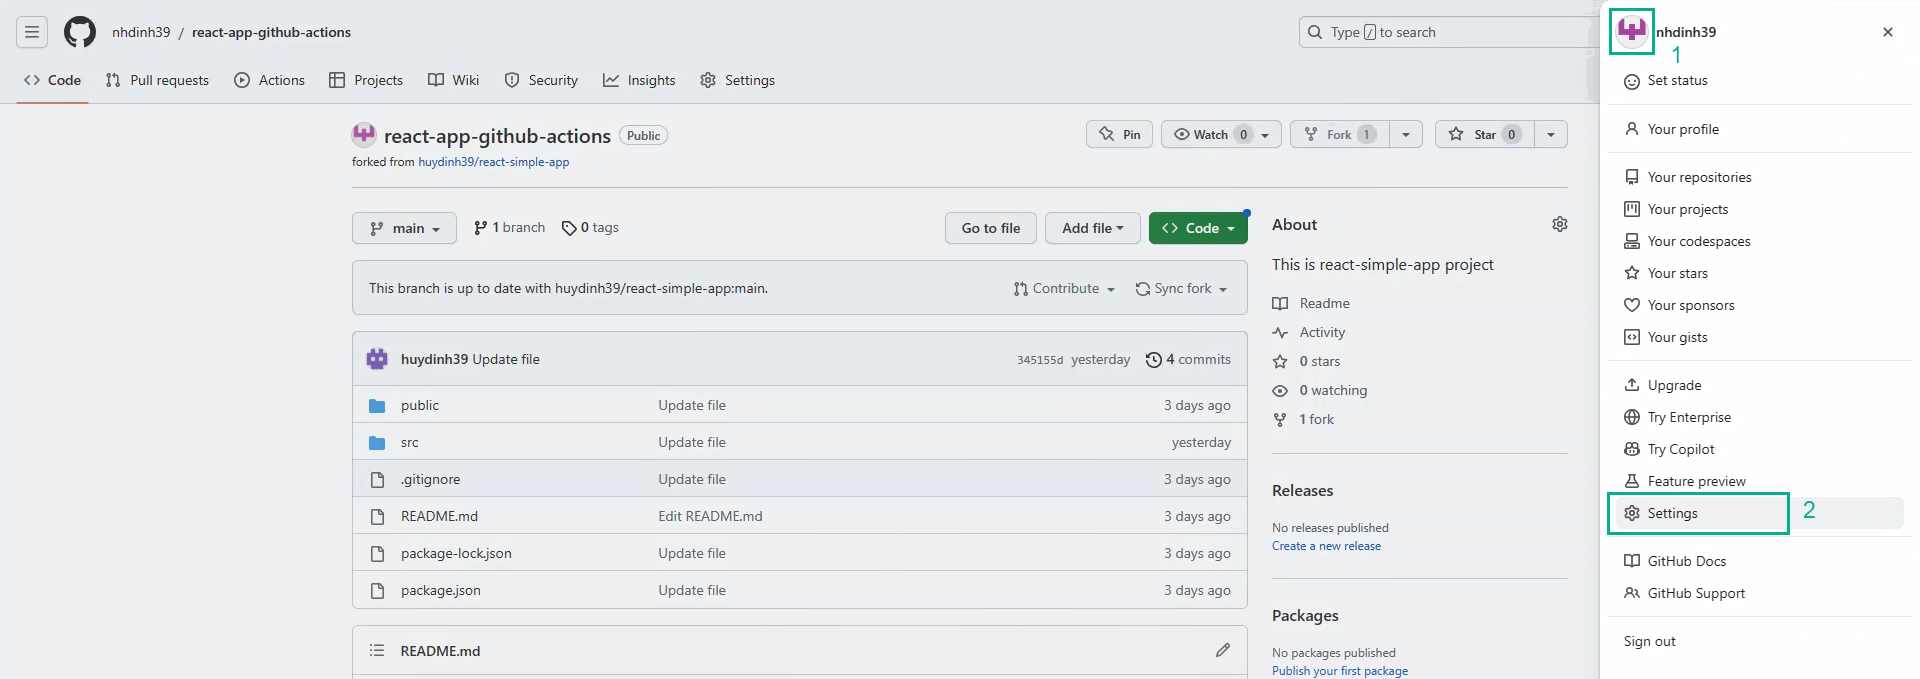 nhdinh39 / react-app-github-actions
Type / to search
nhdinh39
1
Code Pull requests Actions Projects Wiki Security Insights Settings
Set status
Your profile
Your repositories
Your projects
Your codespaces
Your stars
Your sponsors
Your gists
Upgrade
Try Enterprise
Try Copilot
Feature preview
Settings 2
GitHub Docs
GitHub Support
Sign out
react-app-github-actions Public
Pin Watch 0 Fork 1 Star 0
forked from huydinh39/react-simple-app
main 1 branch 0 tags
Go to file Add file Code
This branch is up to date with huydinh39/react-simple-app:main.
Contribute Sync fork
huydinh39 Update file 345155d yesterday 4 commits
public Update file 3 days ago
src Update file yesterday
.gitignore Update file 3 days ago
README.md Edit README.md 3 days ago
package-lock.json Update file 3 days ago
package.json Update file 3 days ago
README.md
About
This is react-simple-app project
Readme
Activity
0 stars
0 watching
1 fork
Releases
No releases published
Create a new release
Packages
No packages published
Publish your first package